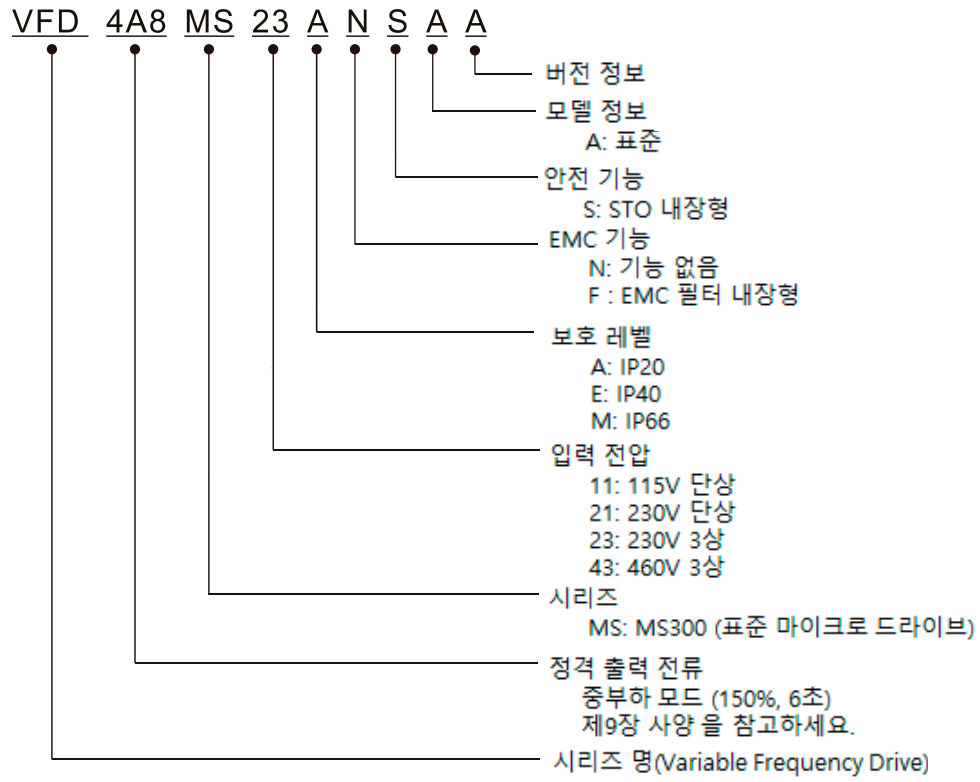 VFD 4A8 MS 23 A N S A A
버전 정보
모델 정보
A: 표준
안전 기능
S: STO 내장형
EMC 기능
N: 기능 없음
F : EMC 필터 내장형
보호 레벨
A: IP20
E: IP40
M: IP66
입력 전압
11: 115V 단상
21: 230V 단상
23: 230V 3상
43: 460V 3상
시리즈
MS: MS300 (표준 마이크로 드라이브)
정격 출력 전류
중부하 모드 (150%, 6초)
제9장 사양 을 참고하세요.
시리즈 명(Variable Frequency Drive)